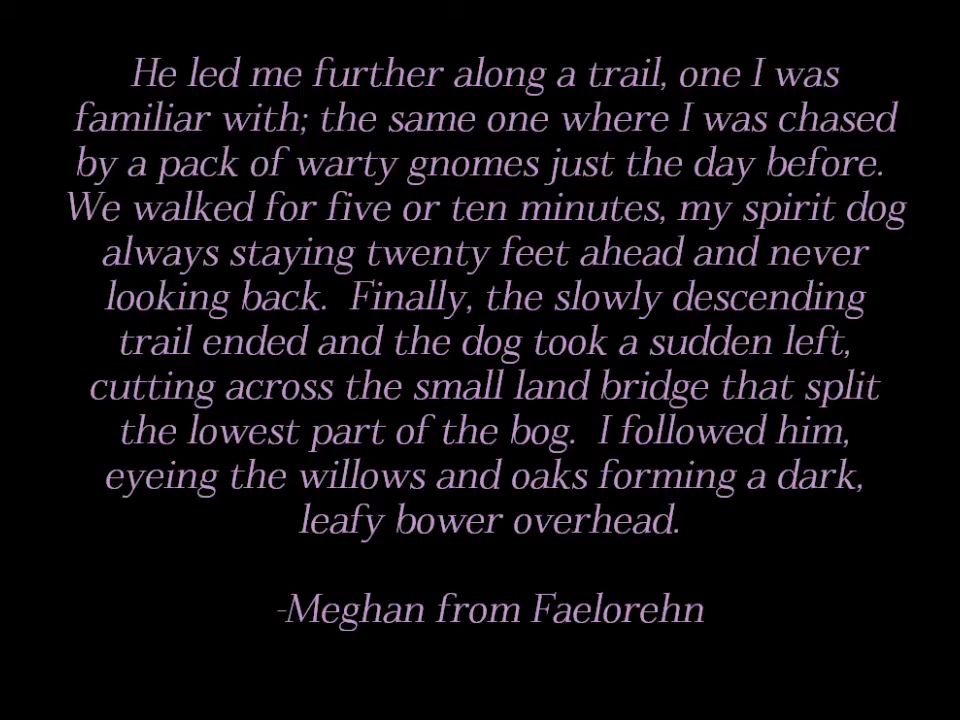 He led me further along a trail, one I was
familiar with; the same one where I was chased
by a pack of warty gnomes just the day before.
We walked for five or ten minutes, my spirit dog
always staying twenty feet ahead and never
looking back.  Finally, the slowly descending
trail ended and the dog took a sudden left,
cutting across the small land bridge that split
the lowest part of the bog.  I followed him,
eyeing the willows and oaks forming a dark,
leafy bower overhead.
-Meghan from Faelorehn